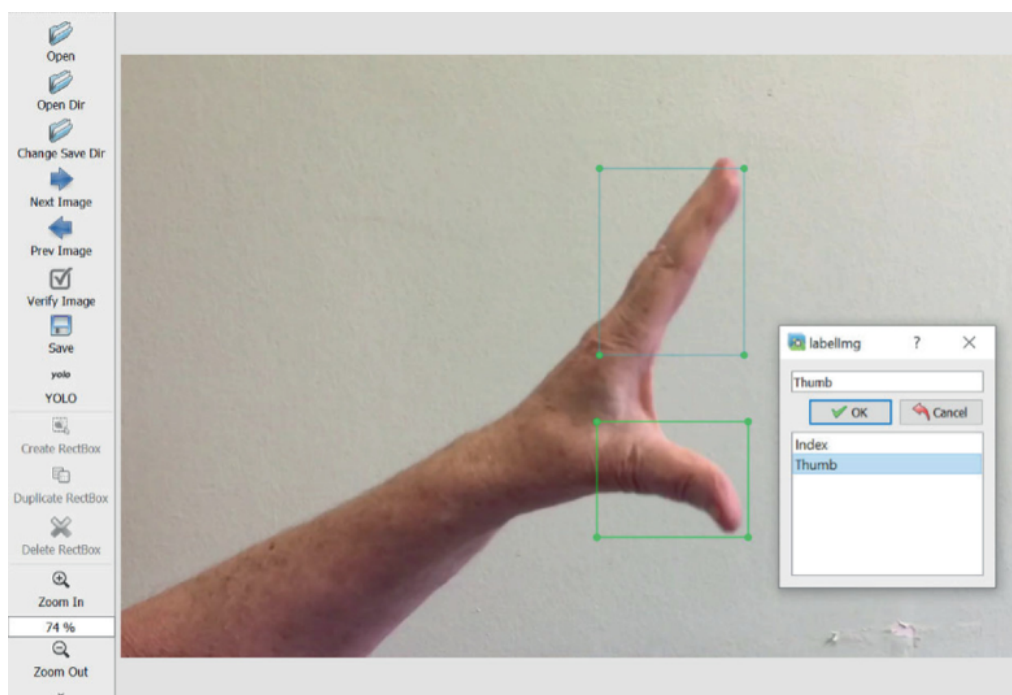 Open
Open Dir
Change Save Dir
Next Image
Prev Image
Verify Image
Save
yolo
YOLO
Create RectBox
Duplicate RectBox
Delete RectBox
Zoom In
74 %
Zoom Out
labelImg ?
Thumb
OK Cancel
Index
Thumb